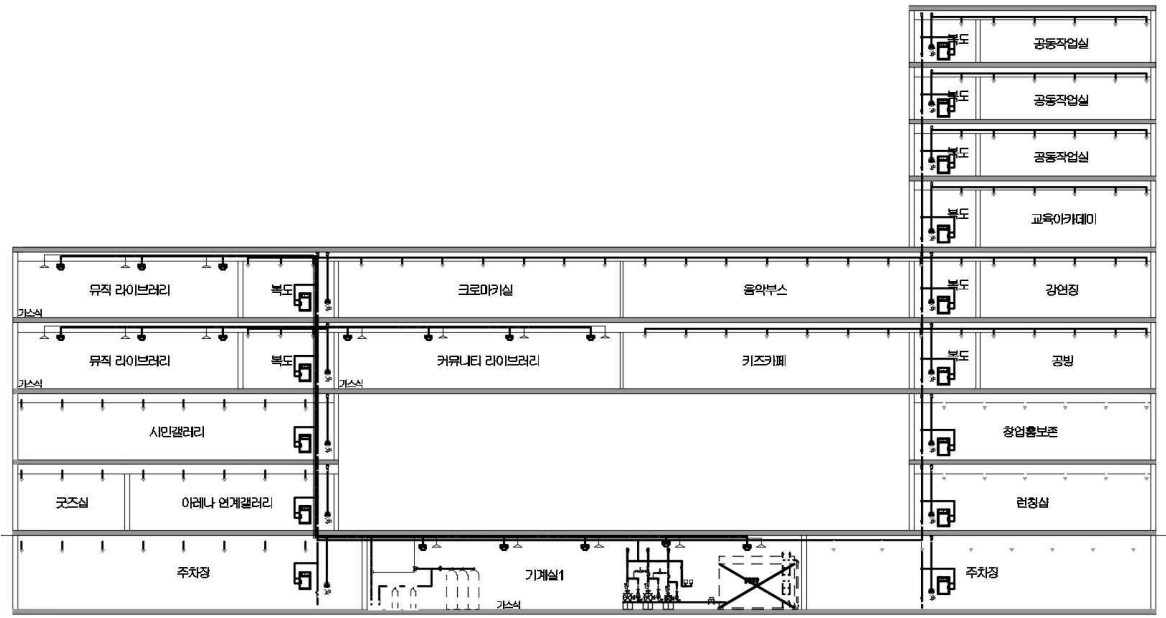 복도 공동작업실
복도 공동작업실
복도 공동작업실
복도 교육아카데미
뮤직 라이브러리 복도 크로마키실 음악부스 복도 강연장
가스식
뮤직 라이브러리 복도 커뮤니티 라이브러리 키즈카페 복도 공방
가스식 가스식
시민갤러리 창업홍보존
굿즈샵 아레나 연계갤러리 런칭샵
주차장 기계실1 주차장
가스식